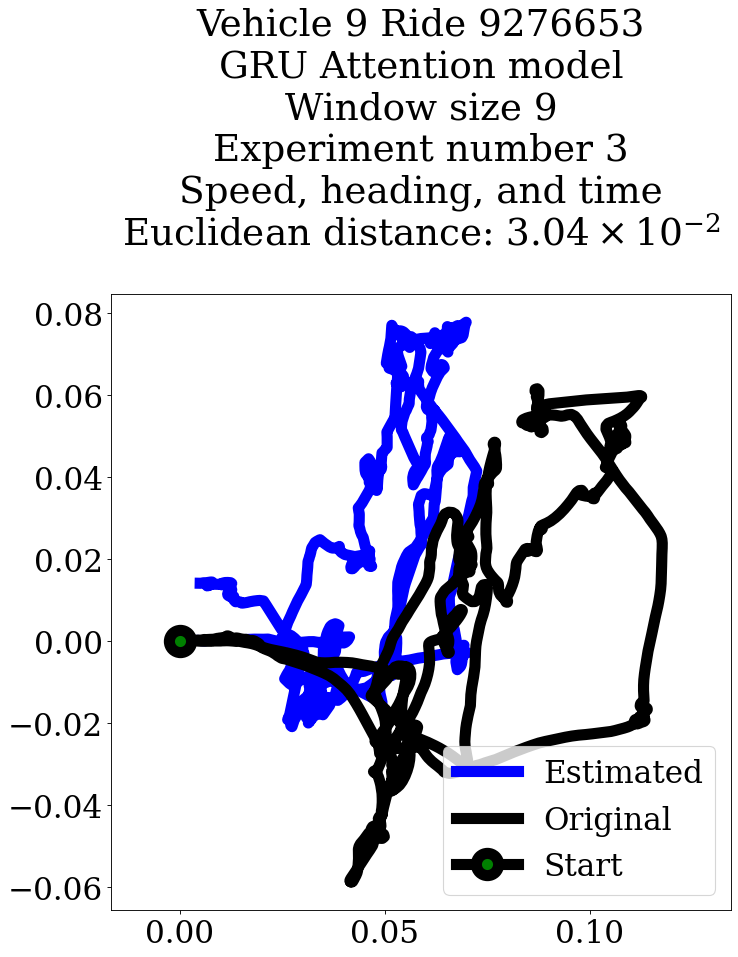 Vehicle 9 Ride 9276653
GRU Attention model
Window size 9
Experiment number 3
Speed, heading, and time
Euclidean distance: 3.04 × 10⁻²
0.08
0.06
0.04
0.02
0.00
−0.02
−0.04
−0.06
0.00 0.05 0.10
Estimated
Original
Start